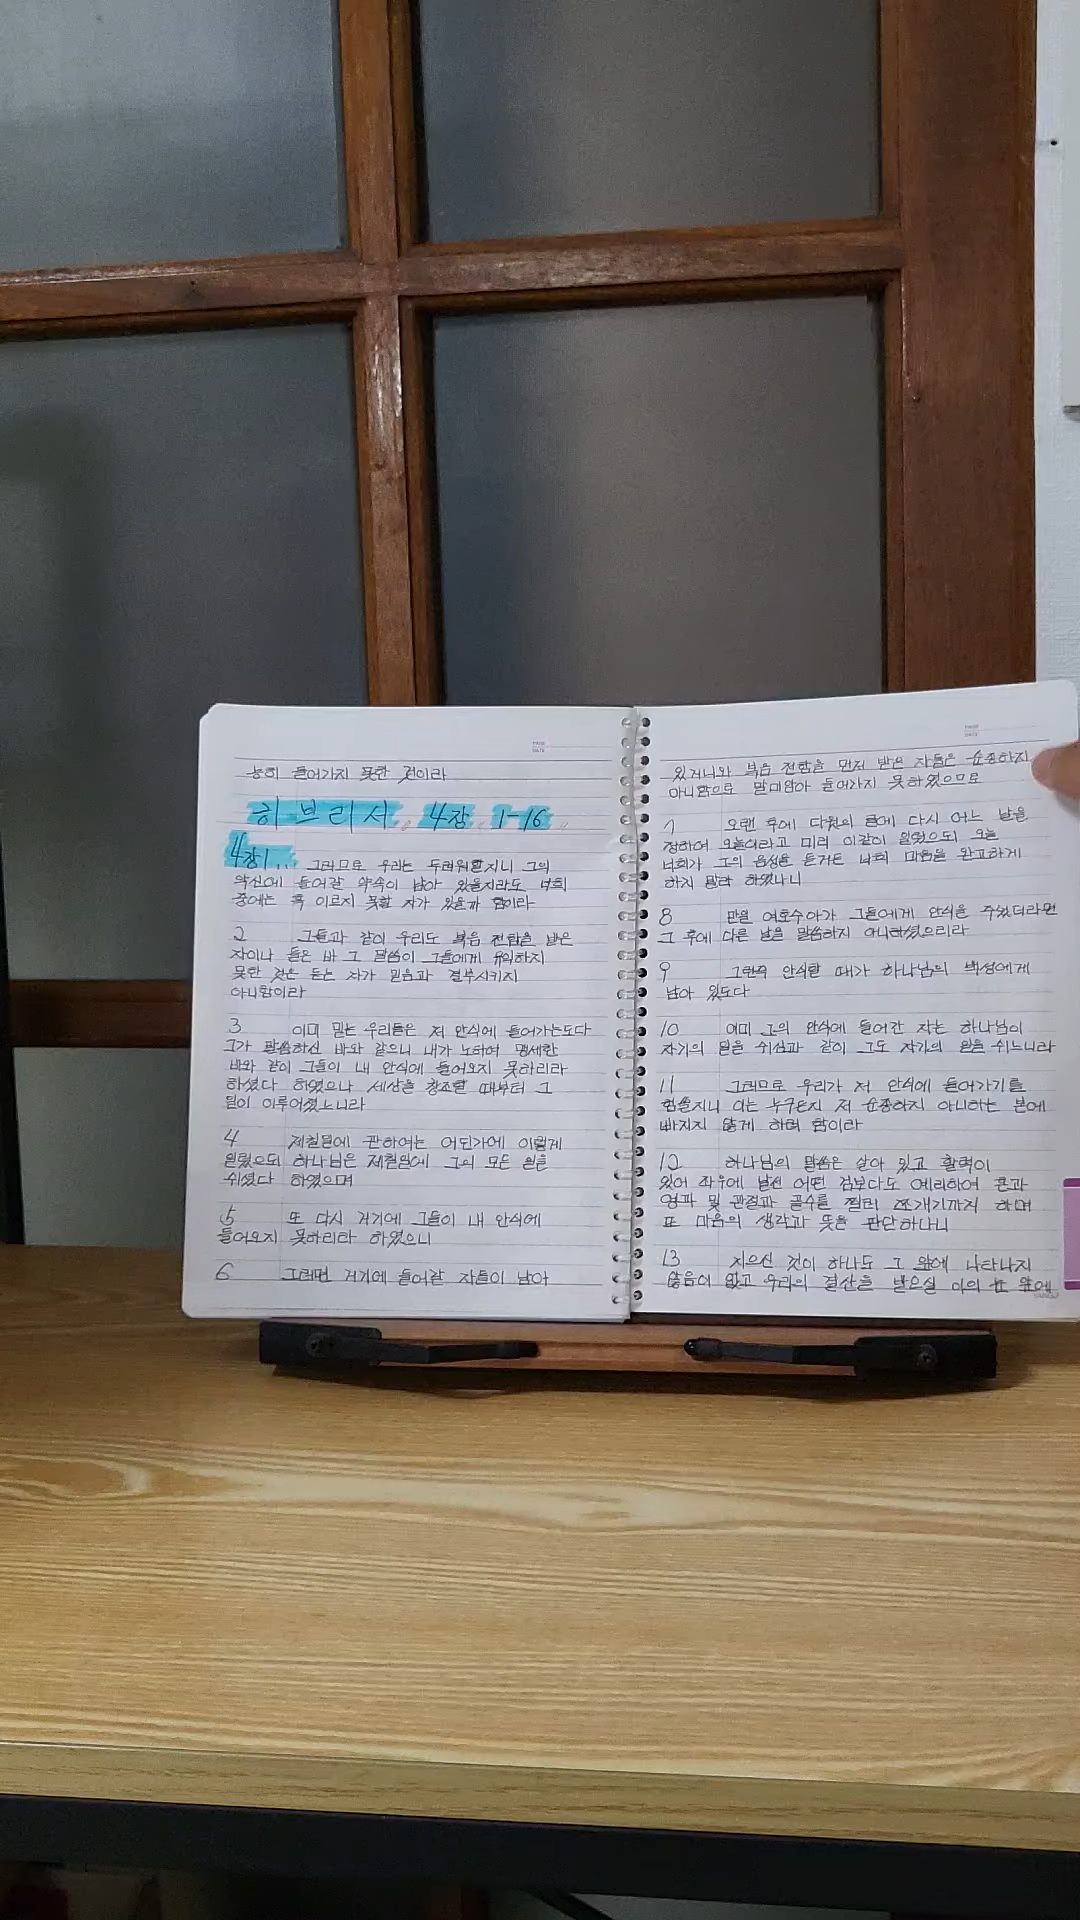 능히 들어가지 못한 것이라
히브리서 4장 1-16
4장1... 그러므로 우리는 두려워할지니 그의
약속에 들어갈 약속이 남아 있을지라도 너희
중에는 혹 이르지 못할 자가 있을까 함이라
2 그들과 같이 우리도 복음 전함을 받은
자이나 들은 바 그 말씀이 그들에게 유익하지
못한 것은 듣는 자가 믿음과 결부시키지
아니함이라
3 이미 믿는 우리들은 저 안식에 들어가는도다
그가 말씀하신 바와 같으니 내가 노하여 맹세한
바와 같이 그들이 내 안식에 들어오지 못하리라
하셨다 하였으나 세상을 창조할 때부터 그
일이 이루어졌느니라
4 제칠일에 관하여는 어딘가에 이렇게
일렀으되 하나님은 제칠일에 그의 모든 일을
쉬셨다 하였으며
5 또 다시 거기에 그들이 내 안식에
들어오지 못하리라 하였으니
6 그러면 거기에 들어갈 자들이 남아
PAGE
DATE
있거니와 복음 전함을 먼저 받은 자들은 순종하지
아니함으로 말미암아 들어가지 못하였으므로
7 오랜 후에 다윗의 글에 다시 어느 날을
정하여 오늘이라고 미리 이같이 일렀으되 오늘
너희가 그의 음성을 듣거든 너희 마음을 완고하게
하지 말라 하였나니
8 만일 여호수아가 그들에게 안식을 주었더라면
그 후에 다른 날을 말씀하지 아니하셨으리라
9 그런즉 안식할 때가 하나님의 백성에게
남아 있도다
10 이미 그의 안식에 들어간 자는 하나님이
자기의 일을 쉬심과 같이 그도 자기의 일을 쉬느니라
11 그러므로 우리가 저 안식에 들어가기를
힘쓸지니 이는 누구든지 저 순종하지 아니하는 본에
빠지지 않게 하려 함이라
12 하나님의 말씀은 살아 있고 활력이
있어 좌우에 날선 어떤 검보다도 예리하여 혼과
영과 및 관절과 골수를 찔러 쪼개기까지 하며
또 마음의 생각과 뜻을 판단하나니
13 지으신 것이 하나도 그 앞에 나타나지
않음이 없고 우리의 결산을 받으실 이의 눈 앞에
PAGE
DATE